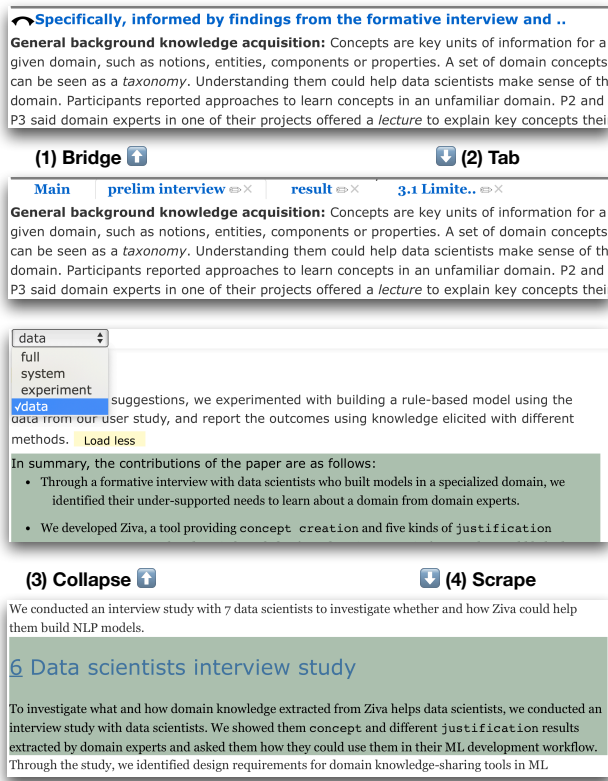 Specifically, informed by findings from the formative interview and ..
General background knowledge acquisition: Concepts are key units of information for a
given domain, such as notions, entities, components or properties. A set of domain concepts
can be seen as a taxonomy. Understanding them could help data scientists make sense of th
domain. Participants reported approaches to learn concepts in an unfamiliar domain. P2 and
P3 said domain experts in one of their projects offered a lecture to explain key concepts thei
(1) Bridge ⬆ ⬇ (2) Tab
Main prelim interview ✏× result ✏× 3.1 Limite.. ✏×
General background knowledge acquisition: Concepts are key units of information for a
given domain, such as notions, entities, components or properties. A set of domain concepts
can be seen as a taxonomy. Understanding them could help data scientists make sense of th
domain. Participants reported approaches to learn concepts in an unfamiliar domain. P2 and
P3 said domain experts in one of their projects offered a lecture to explain key concepts thei
data
full
system
experiment
✓data
suggestions, we experimented with building a rule-based model using the
data from our user study, and report the outcomes using knowledge elicited with different
methods. Load less
In summary, the contributions of the paper are as follows:
• Through a formative interview with data scientists who built models in a specialized domain, we
identified their under-supported needs to learn about a domain from domain experts.
• We developed Ziva, a tool providing concept creation and five kinds of justification
(3) Collapse ⬆ ⬇ (4) Scrape
We conducted an interview study with 7 data scientists to investigate whether and how Ziva could help
them build NLP models.
6 Data scientists interview study
To investigate what and how domain knowledge extracted from Ziva helps data scientists, we conducted an
interview study with data scientists. We showed them concept and different justification results
extracted by domain experts and asked them how they could use them in their ML development workflow.
Through the study, we identified design requirements for domain knowledge-sharing tools in ML